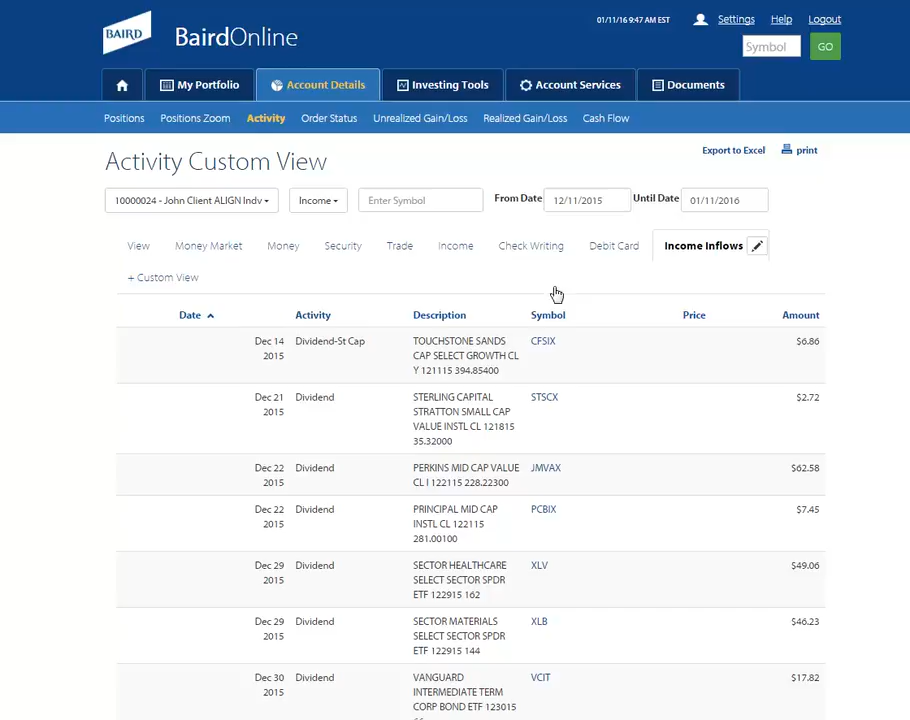 01/11/16 9:47 AM EST
Settings
Help
Logout
BAIRD
BairdOnline
Symbol
GO
My Portfolio
Account Details
Investing Tools
Account Services
Documents
Positions
Positions Zoom
Activity
Order Status
Unrealized Gain/Loss
Realized Gain/Loss
Cash Flow
Activity Custom View
Export to Excel
print
10000024 - John Client ALIGN Indv
Income
Enter Symbol
From Date
12/11/2015
Until Date
01/11/2016
View
Money Market
Money
Security
Trade
Income
Check Writing
Debit Card
Income Inflows
+ Custom View
Date
Activity
Description
Symbol
Price
Amount
Dec 14
2015
Dividend-St Cap
TOUCHSTONE SANDS
CAP SELECT GROWTH CL
Y 121115 394.85400
CFSIX
$6.86
Dec 21
2015
Dividend
STERLING CAPITAL
STRATTON SMALL CAP
VALUE INSTL CL 121815
35.32000
STSCX
$2.72
Dec 22
2015
Dividend
PERKINS MID CAP VALUE
CL I 122115 228.22300
JMVAX
$62.58
Dec 22
2015
Dividend
PRINCIPAL MID CAP
INSTL CL 122115
281.00100
PCBIX
$7.45
Dec 29
2015
Dividend
SECTOR HEALTHCARE
SELECT SECTOR SPDR
ETF 122915 162
XLV
$49.06
Dec 29
2015
Dividend
SECTOR MATERIALS
SELECT SECTOR SPDR
ETF 122915 144
XLB
$46.23
Dec 30
2015
Dividend
VANGUARD
INTERMEDIATE TERM
CORP BOND ETF 123015
VCIT
$17.82